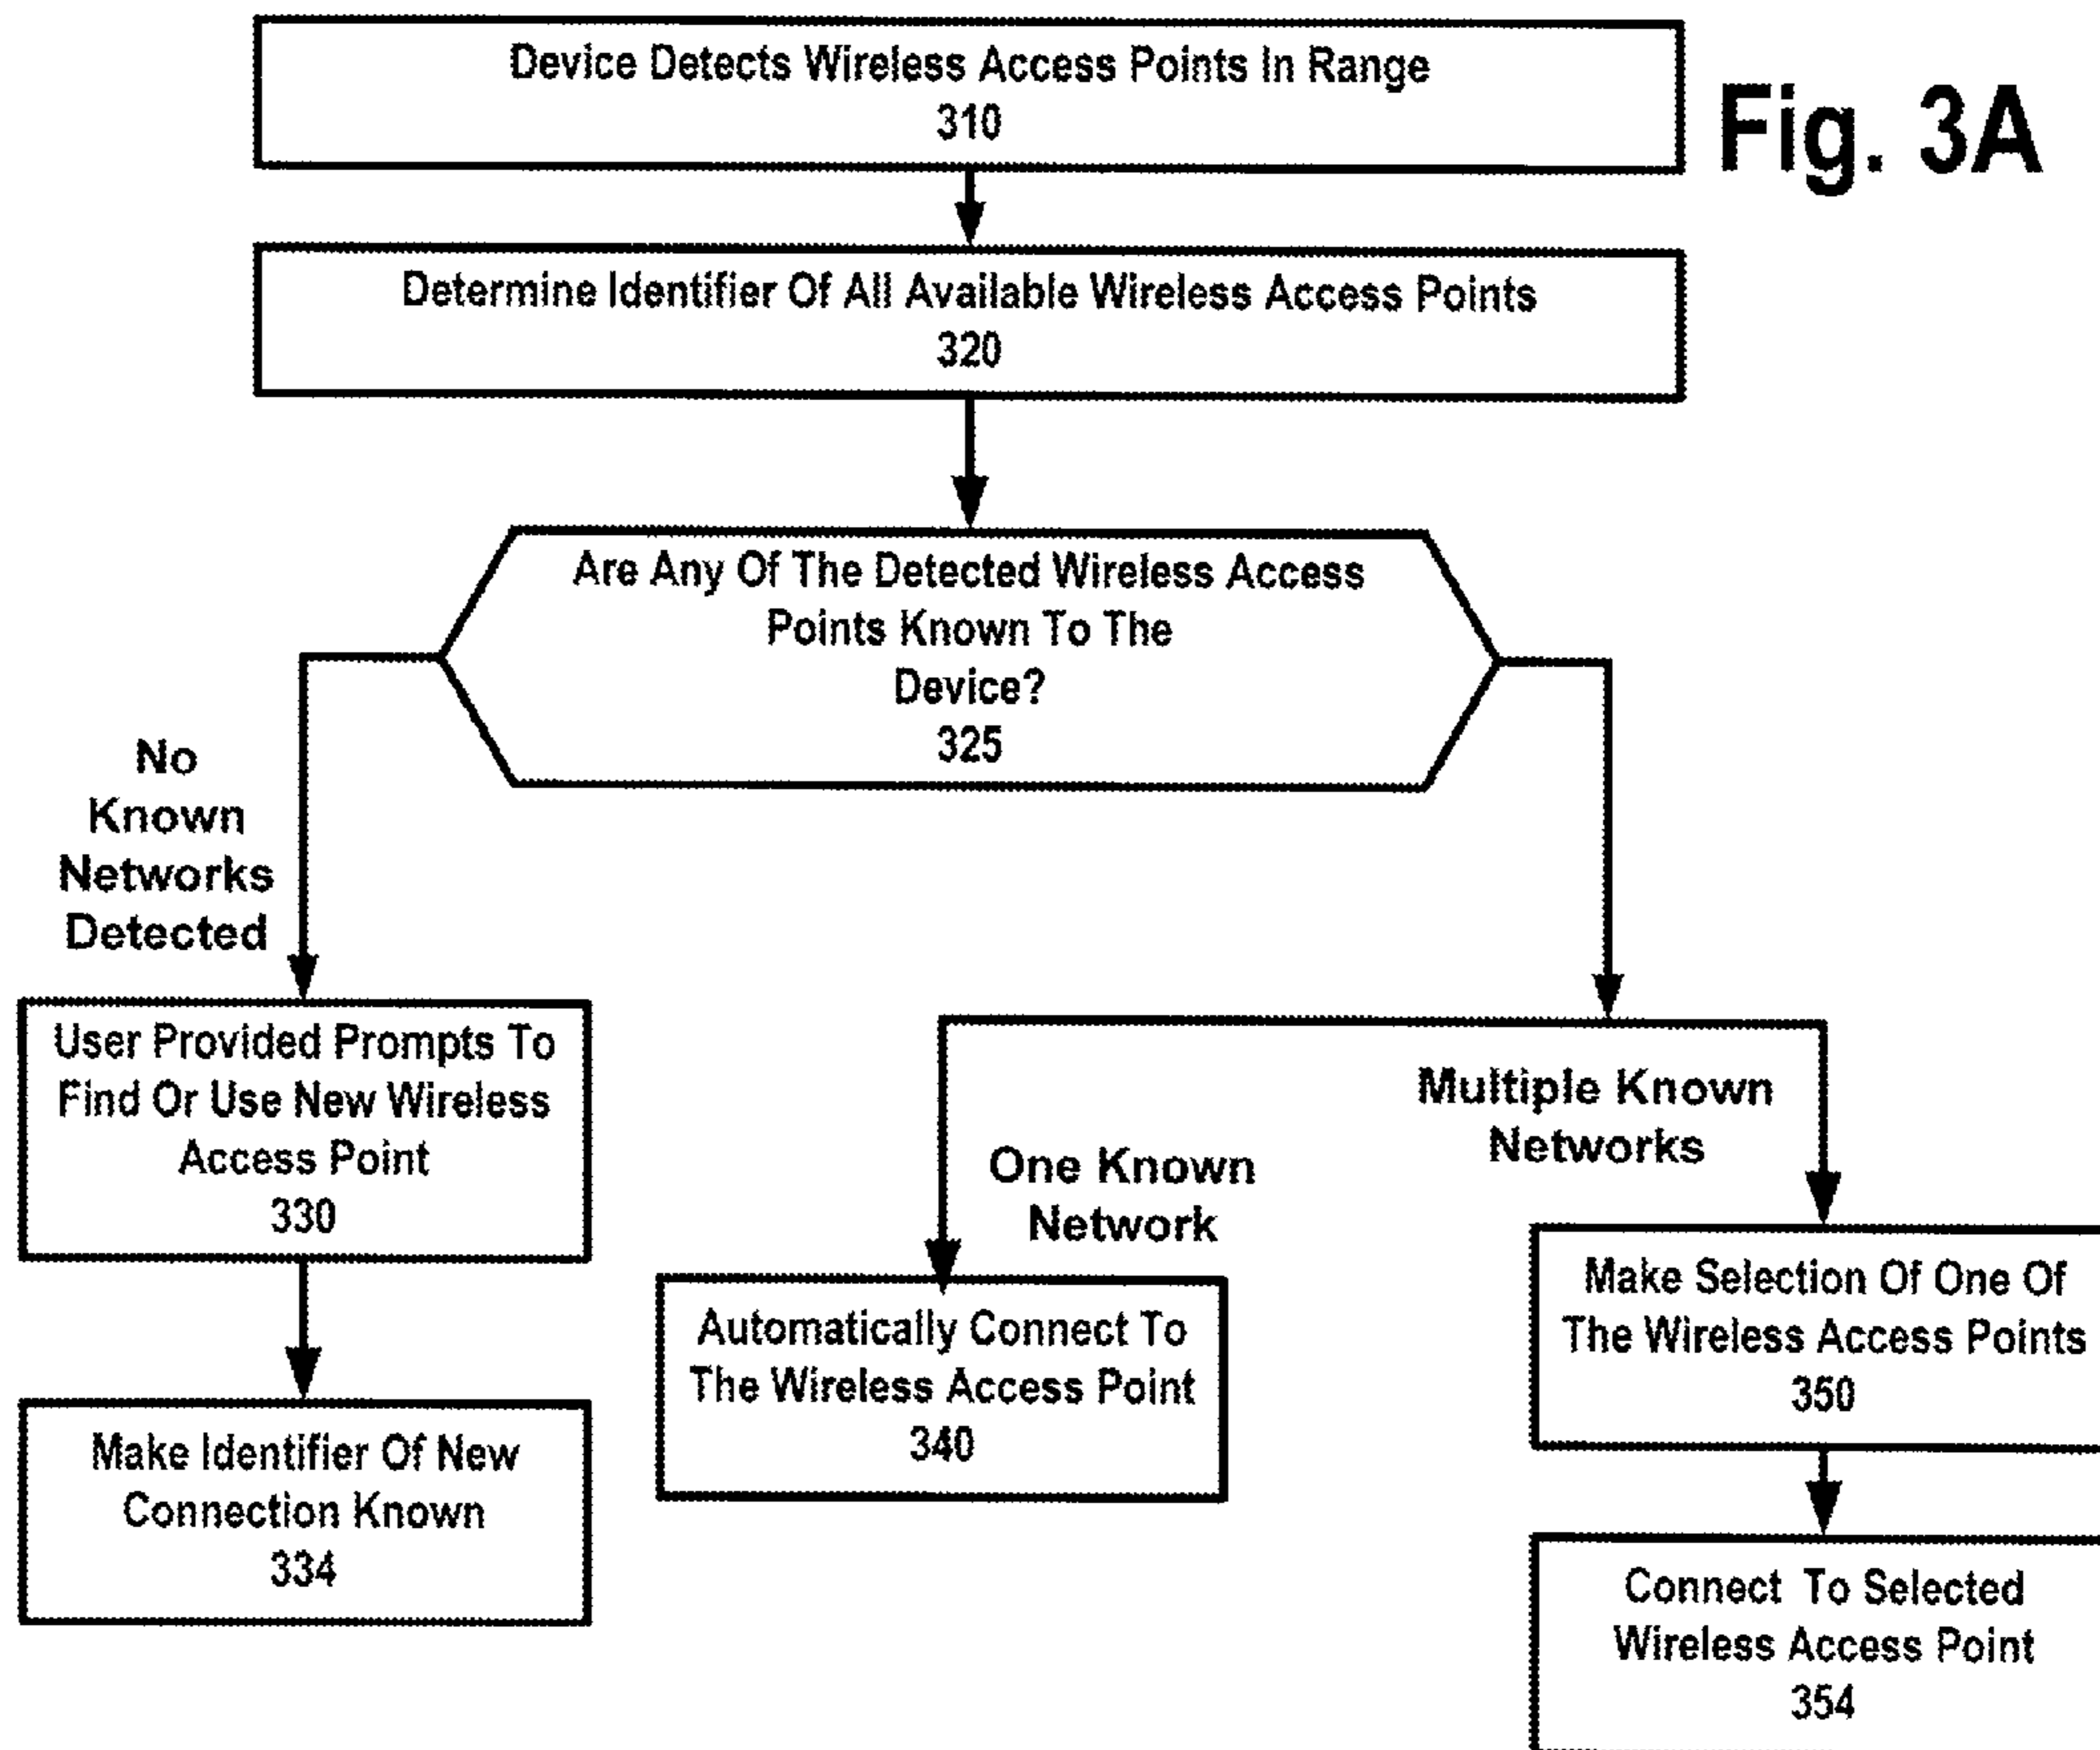 Device Detects Wireless Access Points In Range
310
Fig. 3A
Determine Identifier Of All Available Wireless Access Points
320
Are Any Of The Detected Wireless Access
Points Known To The
Device?
325
No
Known
Networks
Detected
User Provided Prompts To
Find Or Use New Wireless
Access Point
330
Make Identifier Of New
Connection Known
334
One Known
Network
Automatically Connect To
The Wireless Access Point
340
Multiple Known
Networks
Make Selection Of One Of
The Wireless Access Points
350
Connect To Selected
Wireless Access Point
354